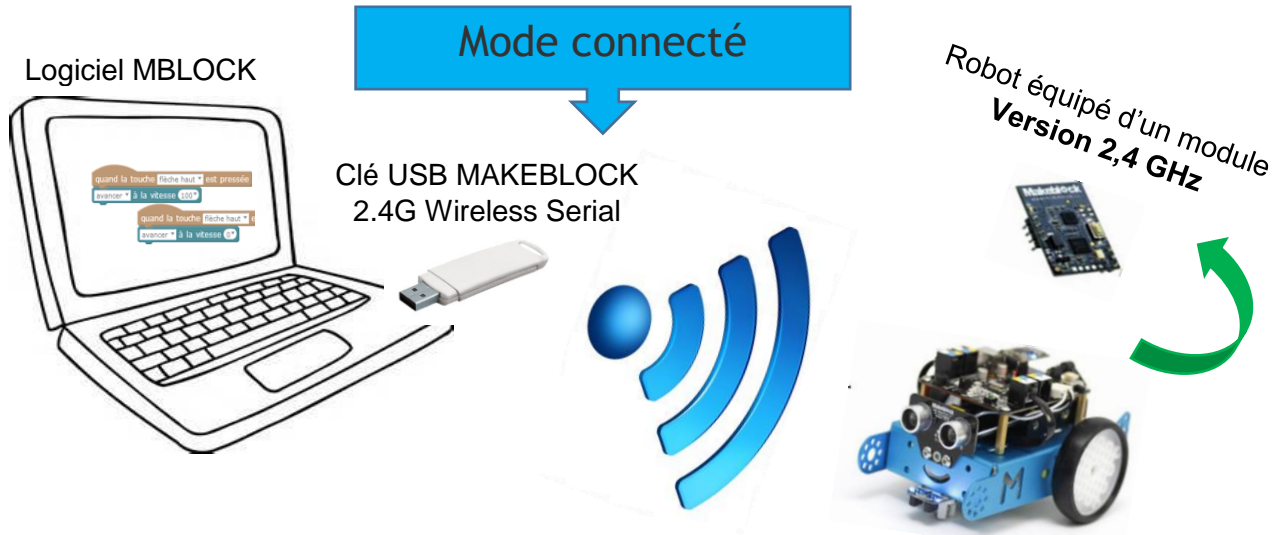 Mode connecté
Logiciel MBLOCK
quand la touche flèche haut est pressée
avancer à la vitesse 100
quand la touche flèche haut
avancer à la vitesse 0
Clé USB MAKEBLOCK
2.4G Wireless Serial
Robot équipé d’un module
Version 2,4 GHz
Makeblock
M